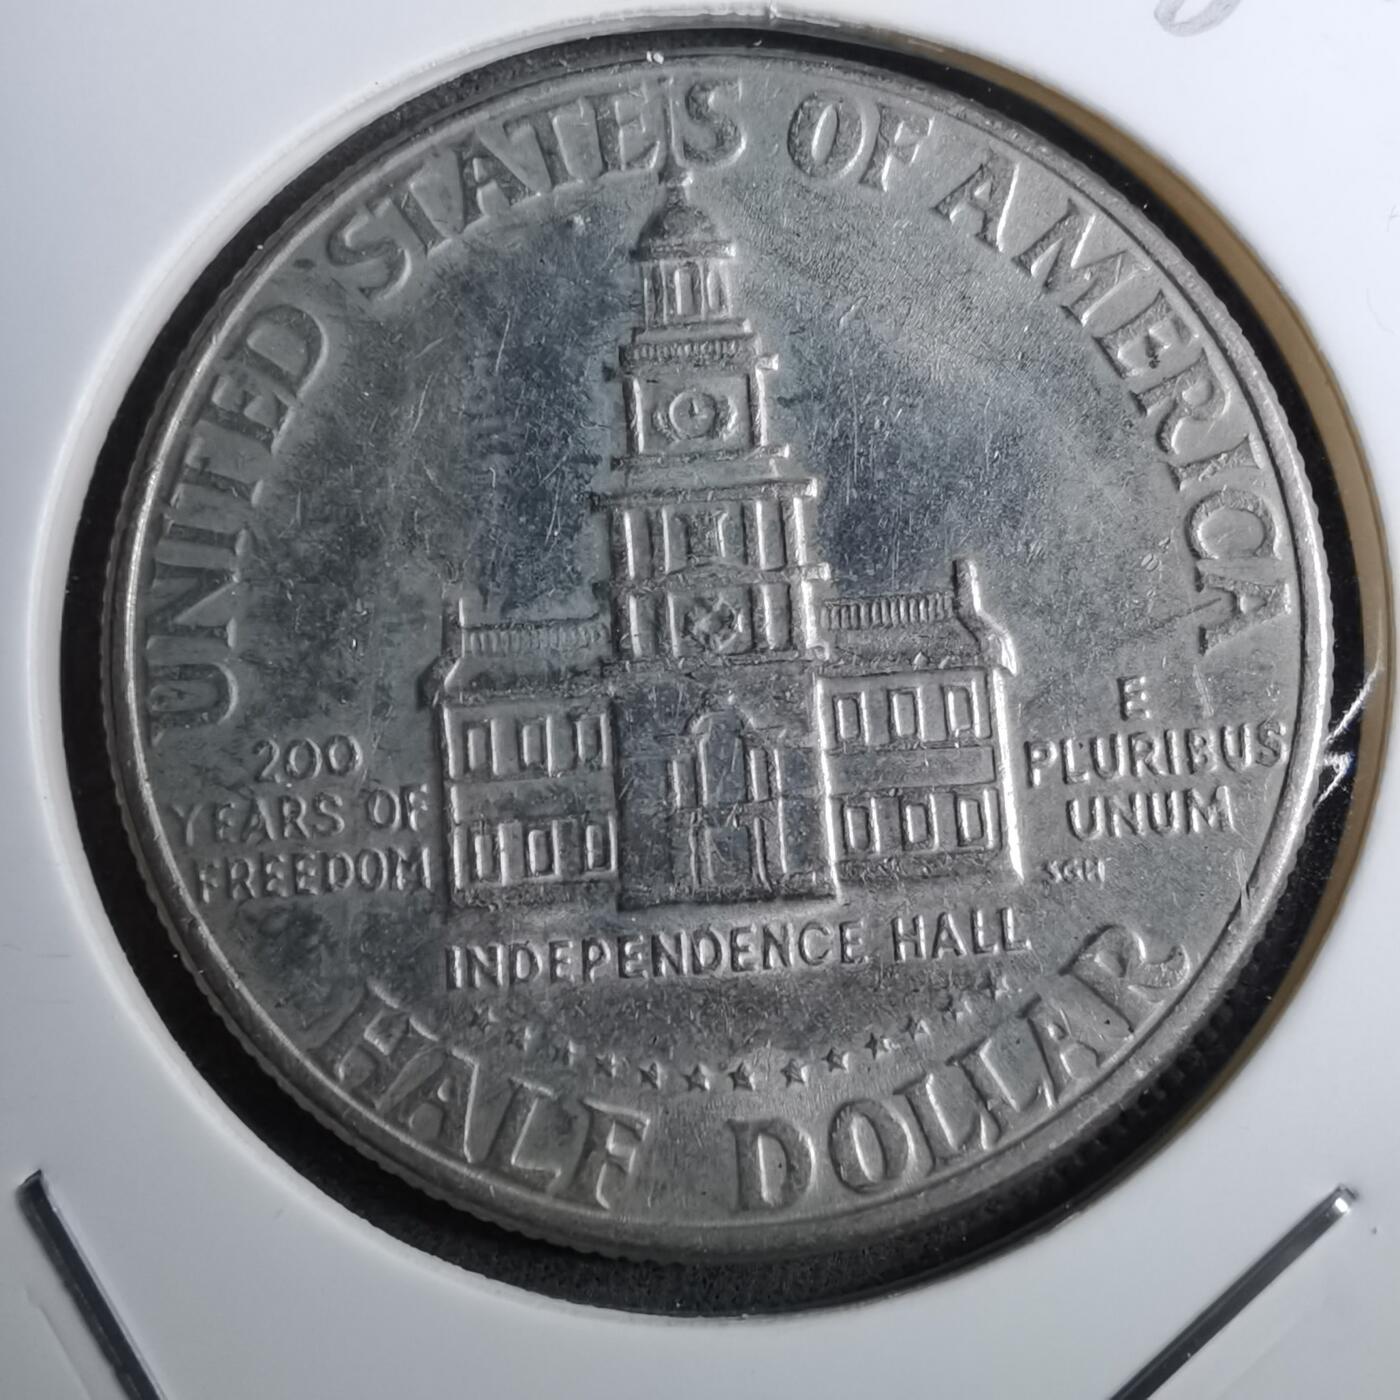 UNITED STATES OF AMERICA
200
YEARS OF
FREEDOM
E
PLURIBUS
UNUM
SGH
INDEPENDENCE HALL
HALF DOLLAR